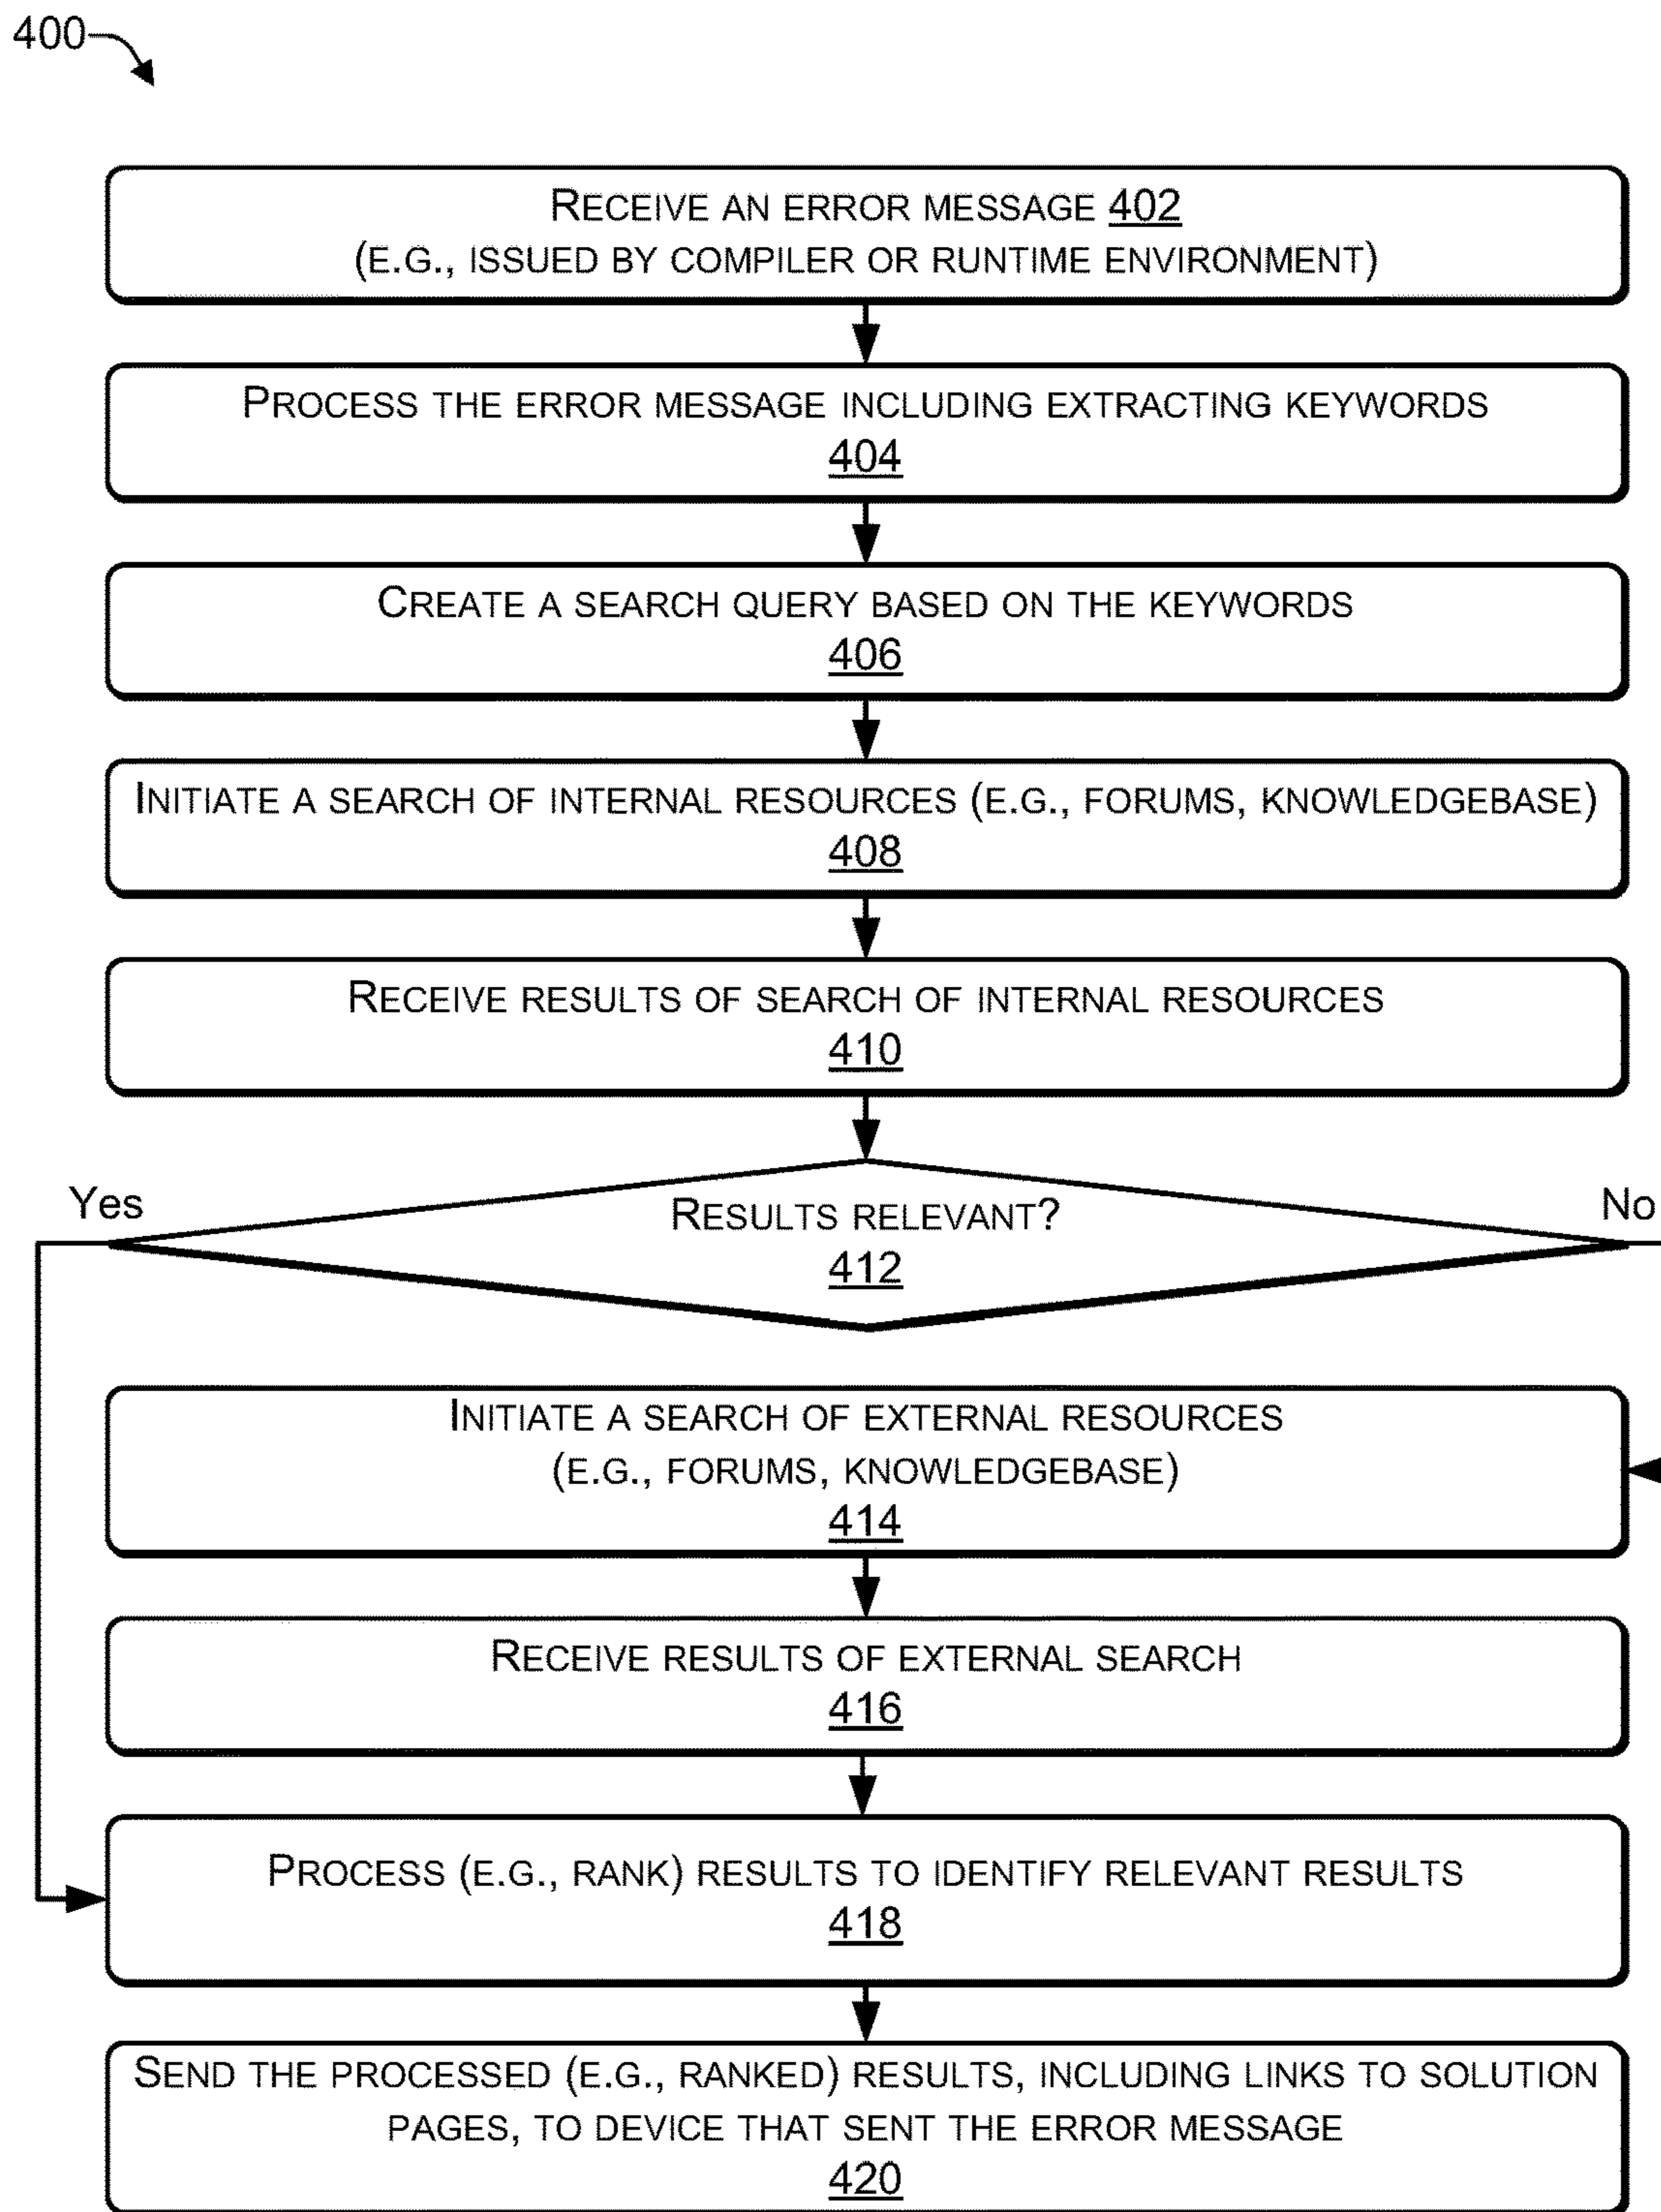 400
RECEIVE AN ERROR MESSAGE 402
(E.G., ISSUED BY COMPILER OR RUNTIME ENVIRONMENT)
PROCESS THE ERROR MESSAGE INCLUDING EXTRACTING KEYWORDS
404
CREATE A SEARCH QUERY BASED ON THE KEYWORDS
406
INITIATE A SEARCH OF INTERNAL RESOURCES (E.G., FORUMS, KNOWLEDGEBASE)
408
RECEIVE RESULTS OF SEARCH OF INTERNAL RESOURCES
410
Yes
No
RESULTS RELEVANT?
412
INITIATE A SEARCH OF EXTERNAL RESOURCES
(E.G., FORUMS, KNOWLEDGEBASE)
414
RECEIVE RESULTS OF EXTERNAL SEARCH
416
PROCESS (E.G., RANK) RESULTS TO IDENTIFY RELEVANT RESULTS
418
SEND THE PROCESSED (E.G., RANKED) RESULTS, INCLUDING LINKS TO SOLUTION
PAGES, TO DEVICE THAT SENT THE ERROR MESSAGE
420